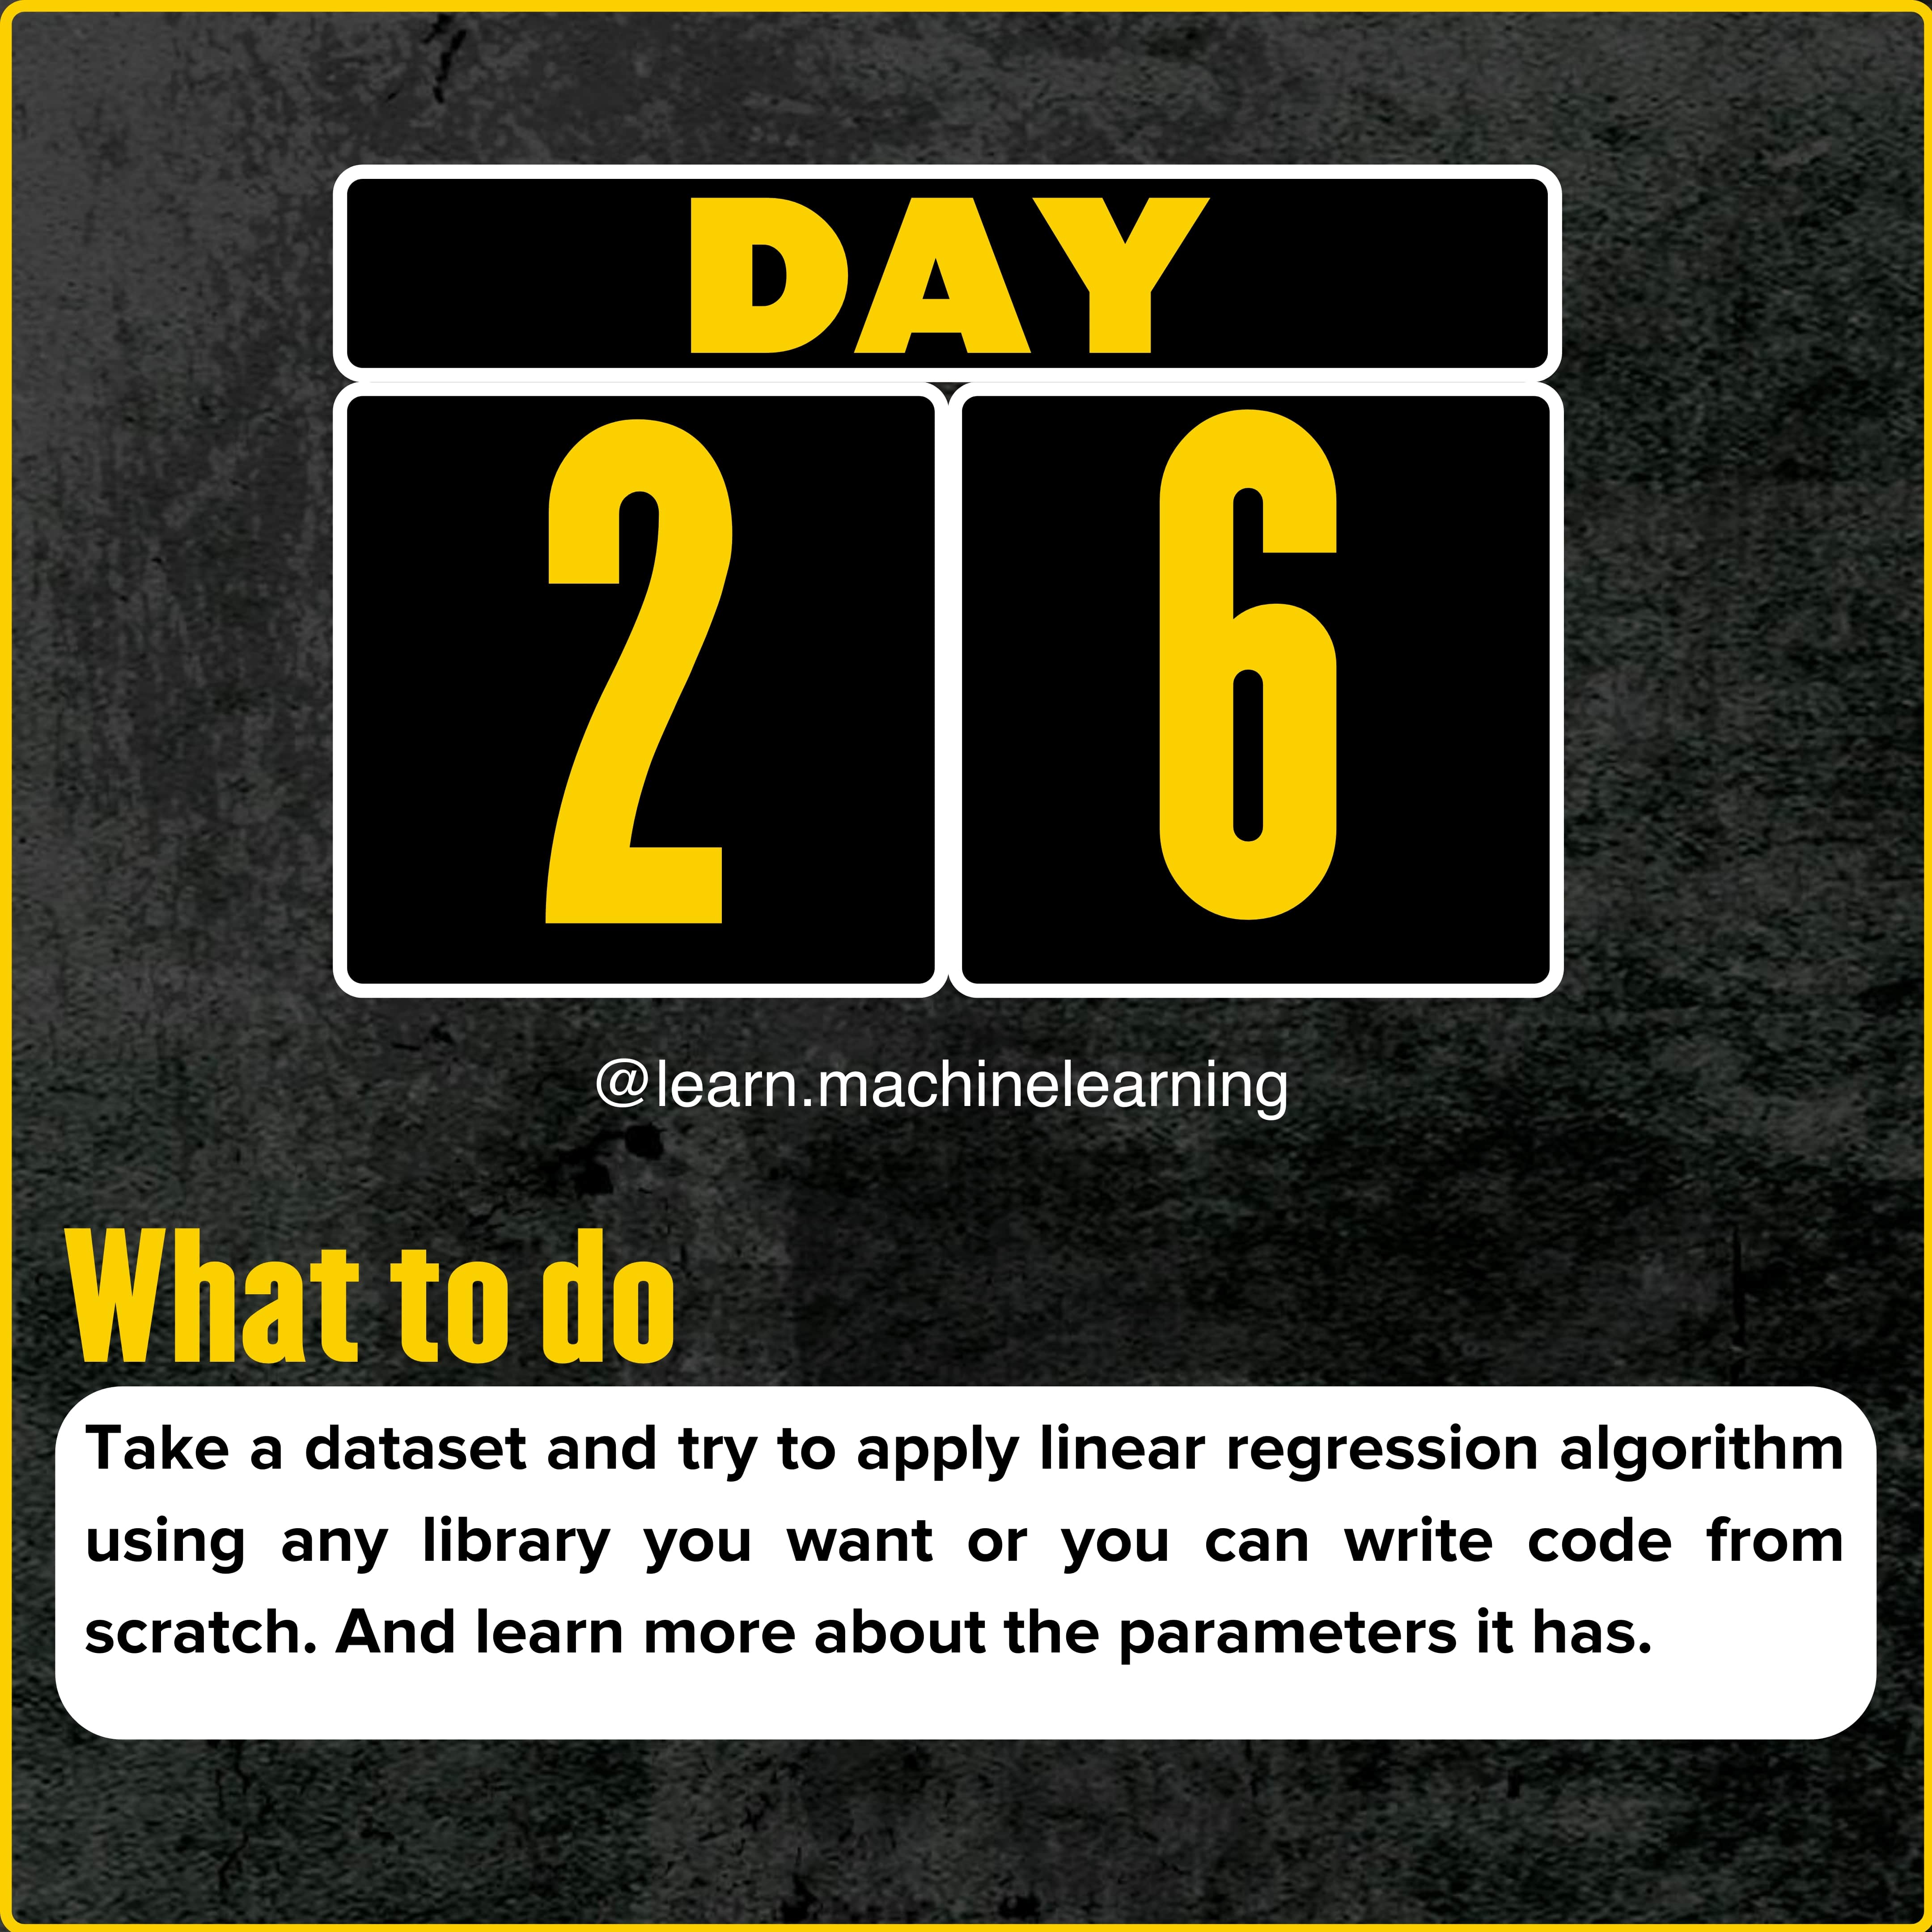 DAY
2 6
@learn.machinelearning
What to do
Take a dataset and try to apply linear regression algorithm
using any library you want or you can write code from
scratch. And learn more about the parameters it has.